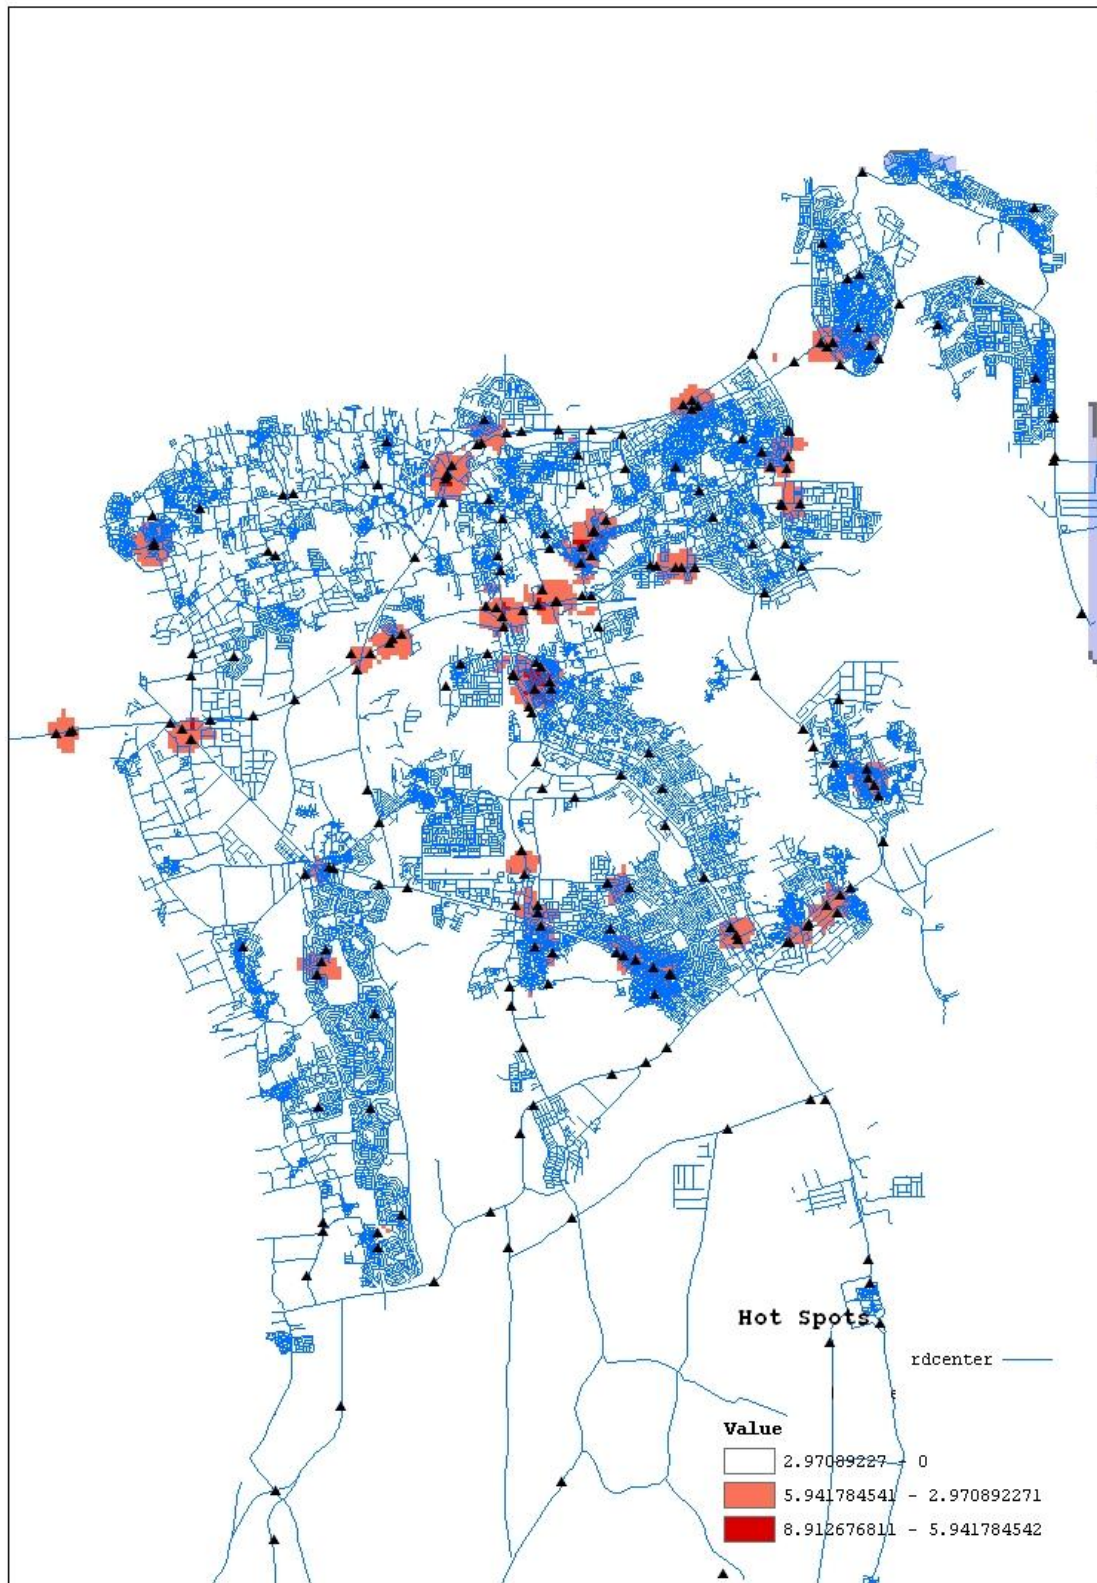 Hot Spots
rdcenter
Value
2.97089227 - 0
5.941784541 - 2.970892271
8.912676811 - 5.941784542